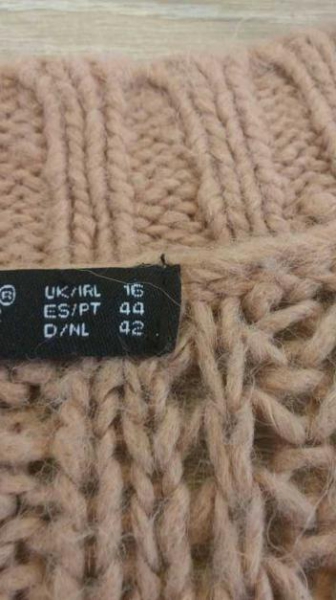 ®
UK/IRL 16
ES/PT 44
D/NL 42